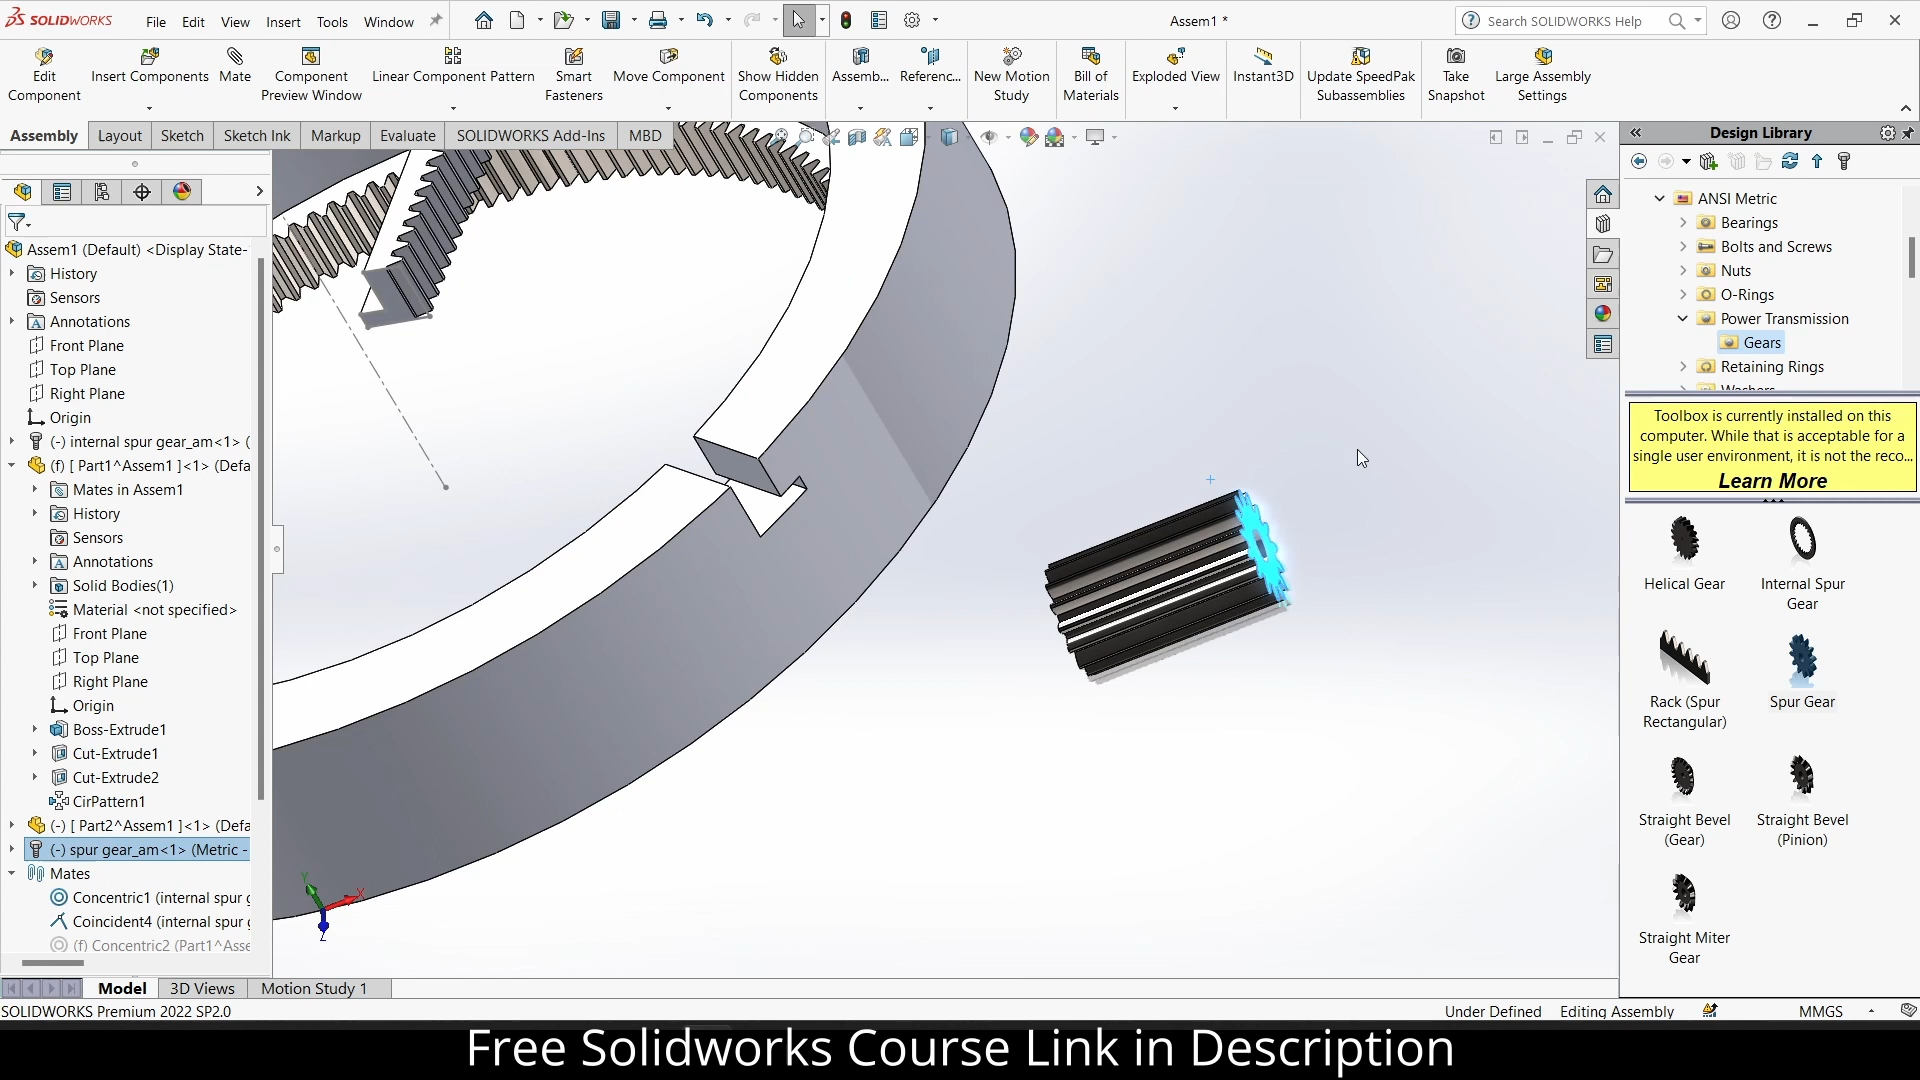 SOLIDWORKS
File Edit View Insert Tools Window
Assem1 *
Search SOLIDWORKS Help
Edit Component
Insert Components
Mate
Component Preview Window
Linear Component Pattern
Smart Fasteners
Move Component
Show Hidden Components
Assemb...
Referenc...
New Motion Study
Bill of Materials
Exploded View
Instant3D
Update SpeedPak Subassemblies
Take Snapshot
Large Assembly Settings
Assembly Layout Sketch Sketch Ink Markup Evaluate SOLIDWORKS Add-Ins MBD
Assem1 (Default) <Display State-
History
Sensors
Annotations
Front Plane
Top Plane
Right Plane
Origin
(-) internal spur gear_am<1> (
(f) [ Part1^Assem1 ]<1> (Defa
Mates in Assem1
History
Sensors
Annotations
Solid Bodies(1)
Material <not specified>
Front Plane
Top Plane
Right Plane
Origin
Boss-Extrude1
Cut-Extrude1
Cut-Extrude2
CirPattern1
(-) [ Part2^Assem1 ]<1> (Defa
(-) spur gear_am<1> (Metric -
Mates
Concentric1 (internal spur g
Coincident4 (internal spur g
(f) Concentric2 (Part1^Asse
Y
X
Z
Design Library
ANSI Metric
Bearings
Bolts and Screws
Nuts
O-Rings
Power Transmission
Gears
Retaining Rings
Washers
Toolbox is currently installed on this
computer. While that is acceptable for a
single user environment, it is not the reco...
Learn More
Helical Gear
Internal Spur Gear
Rack (Spur Rectangular)
Spur Gear
Straight Bevel (Gear)
Straight Bevel (Pinion)
Straight Miter Gear
Model 3D Views Motion Study 1
SOLIDWORKS Premium 2022 SP2.0
Under Defined Editing Assembly MMGS
Free Solidworks Course Link in Description